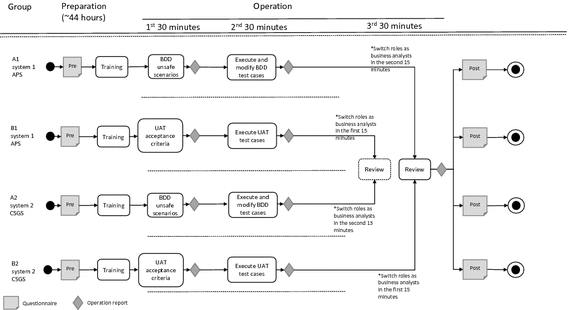 Group
Preparation
(~44 hours)
Operation
1st 30 minutes
2nd 30 minutes
3rd 30 minutes
A1
system 1
APS
Pre
Training
BDD
unsafe
scenarios
Execute and
modify BDD
test cases
*Switch roles as
business analysts
in the second 15
minutes
Post
B1
system 1
APS
Pre
Training
UAT
acceptance
criteria
Execute UAT
test cases
*Switch roles as
business analysts
in the first 15
minutes
Post
Review
Review
A2
system 2
CSGS
Pre
Training
BDD
unsafe
scenarios
Execute and
modify BDD
test cases
*Switch roles as
business analysts
in the second 15
minutes
Post
B2
system 2
CSGS
Pre
Training
UAT
acceptance
criteria
Execute UAT
test cases
*Switch roles as
business analysts
in the first 15
minutes
Post
Questionnaire
Operation report